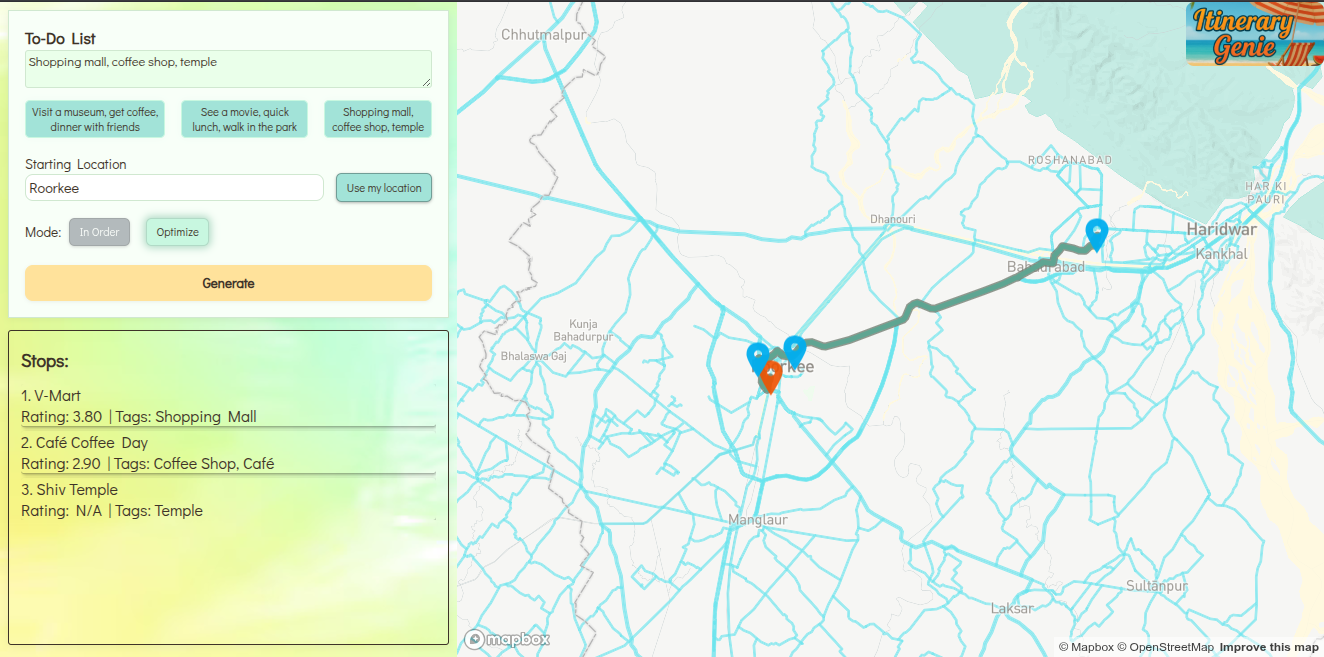 To-Do List
Shopping mall, coffee shop, temple
Visit a museum, get coffee,
dinner with friends
See a movie, quick
lunch, walk in the park
Shopping mall,
coffee shop, temple
Starting Location
Roorkee
Use my location
Mode:
In Order
Optimize
Generate
Stops:
1. V-Mart
Rating: 3.80 | Tags: Shopping Mall
2. Café Coffee Day
Rating: 2.90 | Tags: Coffee Shop, Café
3. Shiv Temple
Rating: N/A | Tags: Temple
Itinerary
Genie
Chhutmalpur
ROSHANABAD
HAR KI
PAURI
Dhanouri
Haridwar
Kankhal
Kunja
Bahadurpur
Bhalaswa Gaj
Manglaur
Sultānpur
Laksar
mapbox
© Mapbox © OpenStreetMap Improve this map